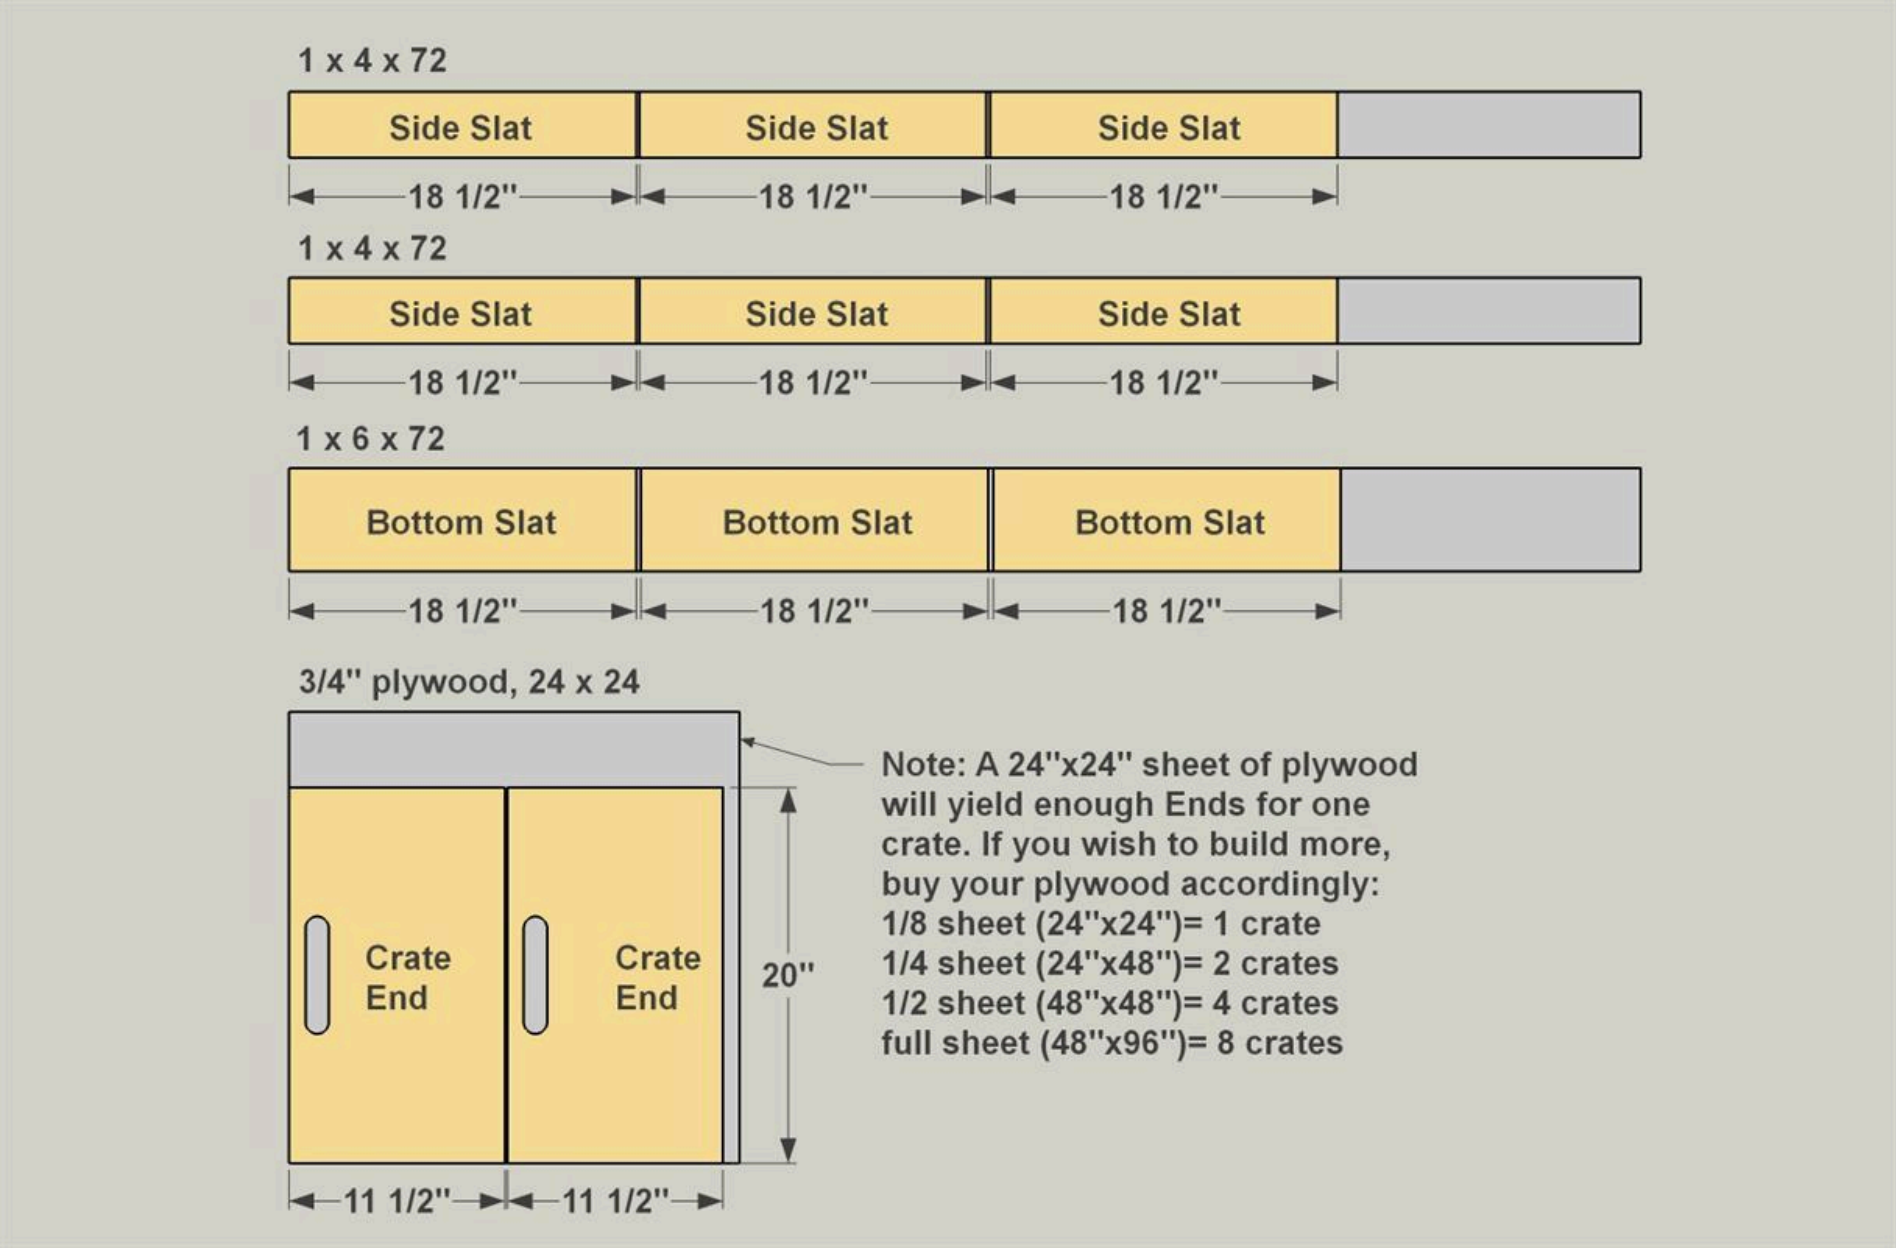 1 x 4 x 72
Side Slat Side Slat Side Slat
18 1/2" 18 1/2" 18 1/2"
1 x 4 x 72
Side Slat Side Slat Side Slat
18 1/2" 18 1/2" 18 1/2"
1 x 6 x 72
Bottom Slat Bottom Slat Bottom Slat
18 1/2" 18 1/2" 18 1/2"
3/4" plywood, 24 x 24
Crate
End
Crate
End
20"
11 1/2" 11 1/2"
Note: A 24"x24" sheet of plywood
will yield enough Ends for one
crate. If you wish to build more,
buy your plywood accordingly:
1/8 sheet (24"x24")= 1 crate
1/4 sheet (24"x48")= 2 crates
1/2 sheet (48"x48")= 4 crates
full sheet (48"x96")= 8 crates